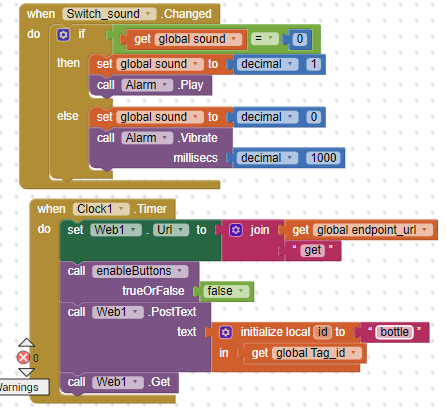 when Switch_sound .Changed
do if get global sound = 0
then set global sound to decimal 1
call Alarm .Play
else set global sound to decimal 0
call Alarm .Vibrate
millisecs decimal 1000
when Clock1 .Timer
do set Web1 . Url to join get global endpoint_url
" get "
call enableButtons
trueOrFalse false
call Web1 .PostText
text initialize local id to " bottle "
in get global Tag_id
0
call Web1 .Get
Warnings